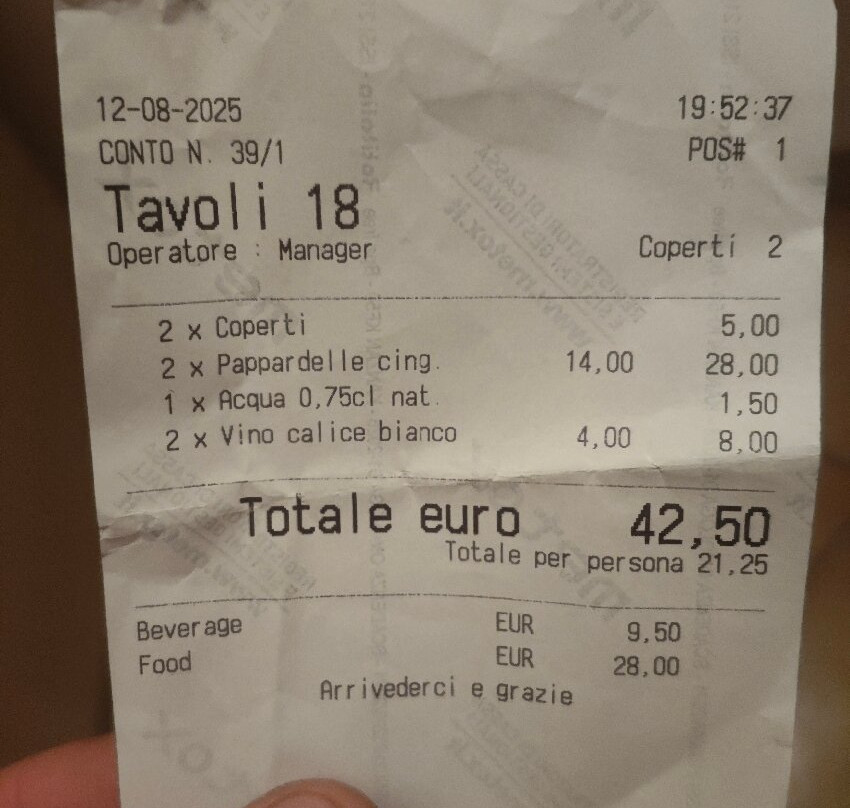 12-08-2025 19:52:37
CONTO N. 39/1 POS# 1
Tavoli 18
Operatore : Manager Coperti 2
2 x Coperti 5,00
2 x Pappardelle cing. 14,00 28,00
1 x Acqua 0,75cl nat. 1,50
2 x Vino calice bianco 4,00 8,00
Totale euro 42,50
Totale per persona 21,25
Beverage EUR 9,50
Food EUR 28,00
Arrivederci e grazie